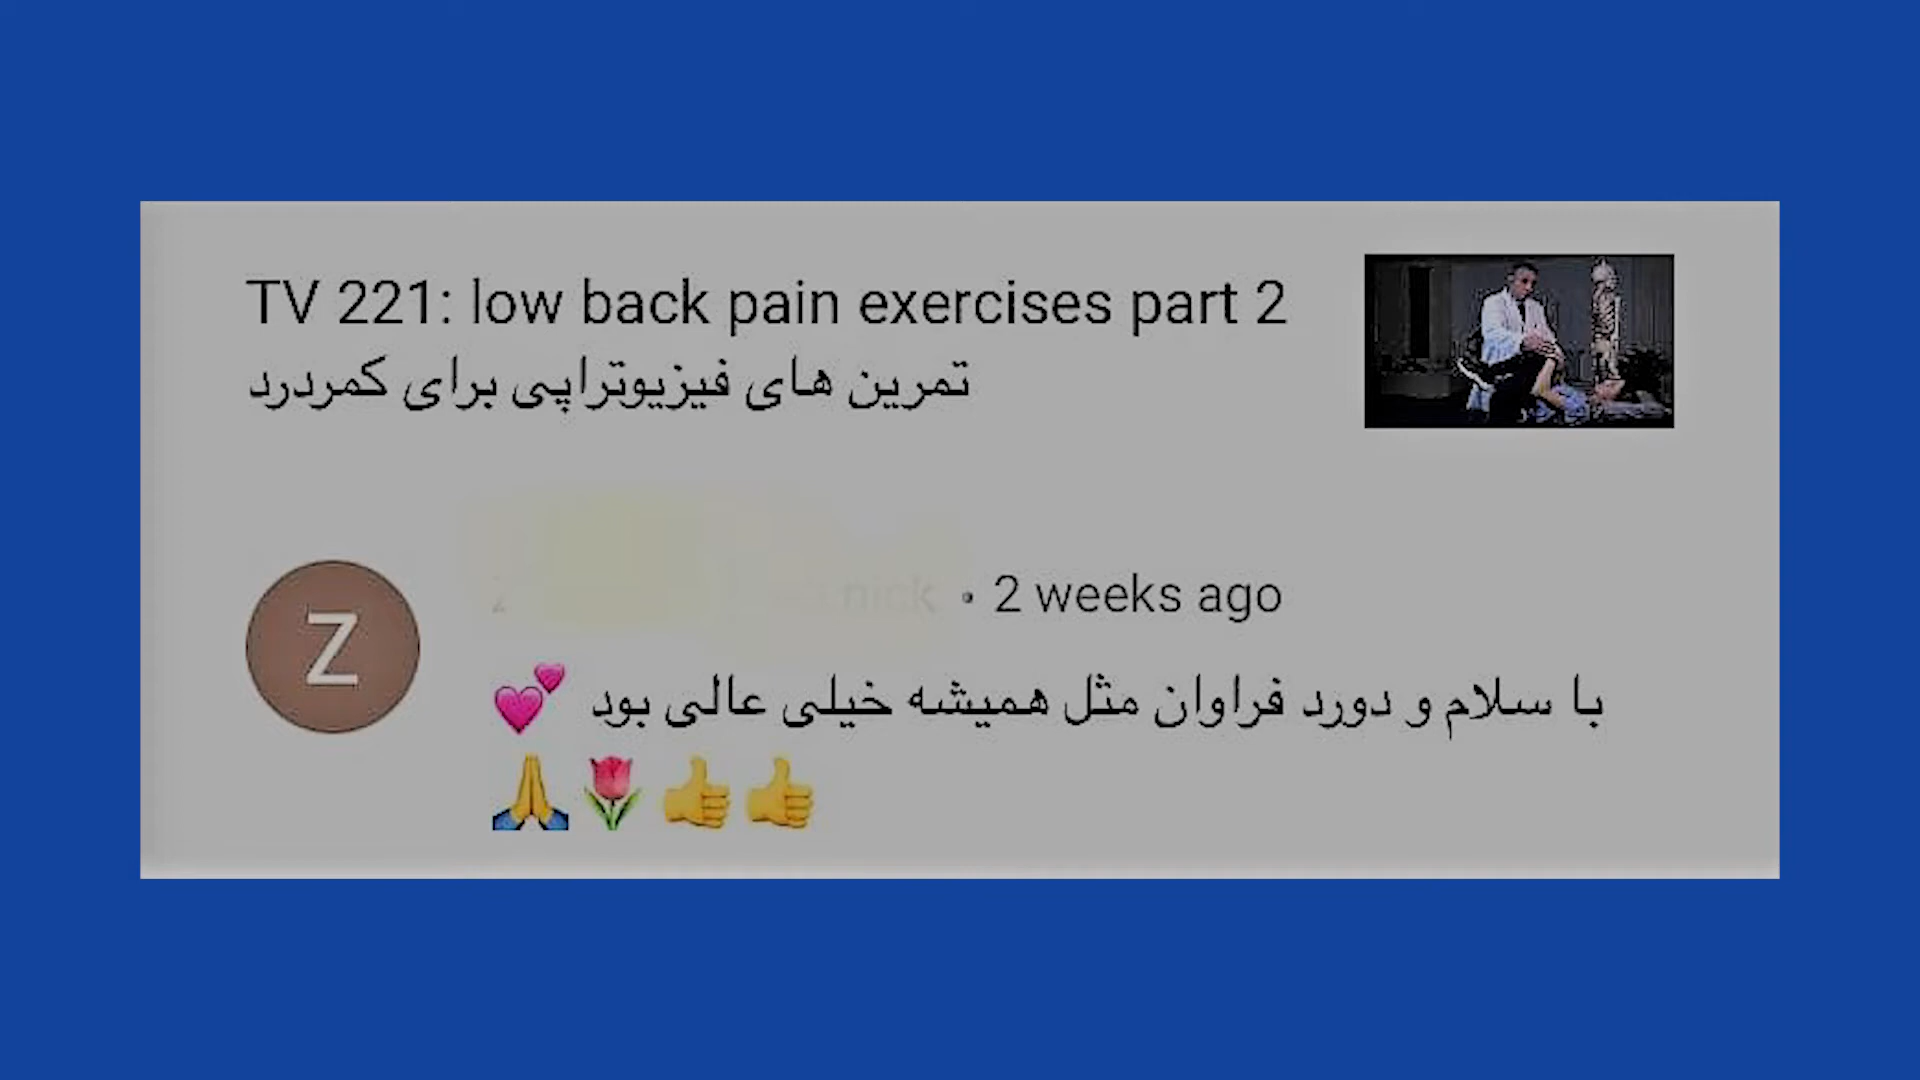 TV 221: low back pain exercises part 2
تمرین های فیزیوتراپی برای کمردرد
Z
nick • 2 weeks ago
با سلام و دورد فراوان مثل همیشه خیلی عالی بود 💕
🙏🌷👍👍